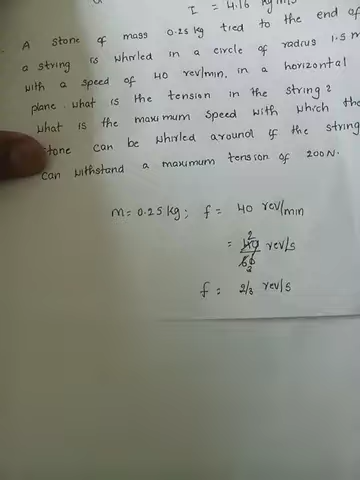 I = 4.16 kg m²/s
A stone of mass 0.25 kg tied to the end of
a string is whirled in a circle of radius 1.5 m
with a speed of 40 rev/min. in a horizontal
plane. what is the tension in the string?
what is the maximum speed with which the
stone can be whirled around if the string
can withstand a maximum tension of 200N.
m = 0.25 kg; f = 40 rev/min
= 40/60 rev/s
f = 2/3 rev/s